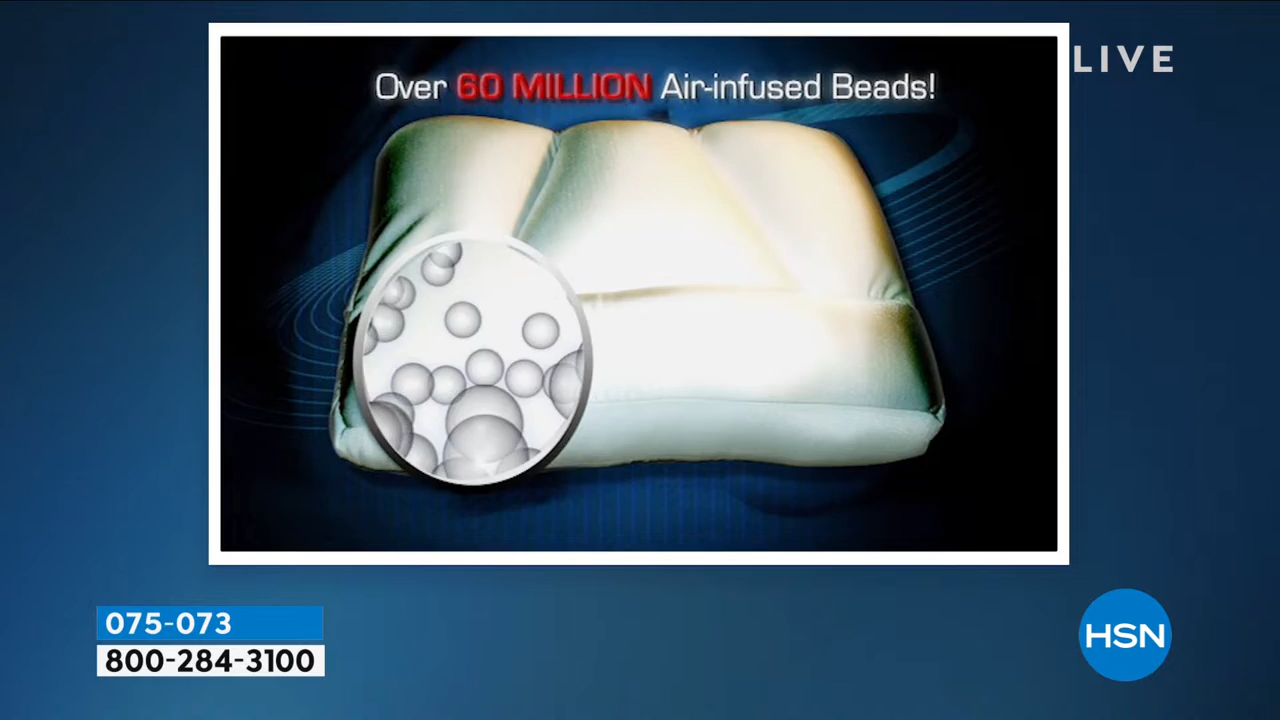 Over 60 MILLION Air-infused Beads!
LIVE
075-073
800-284-3100
HSN